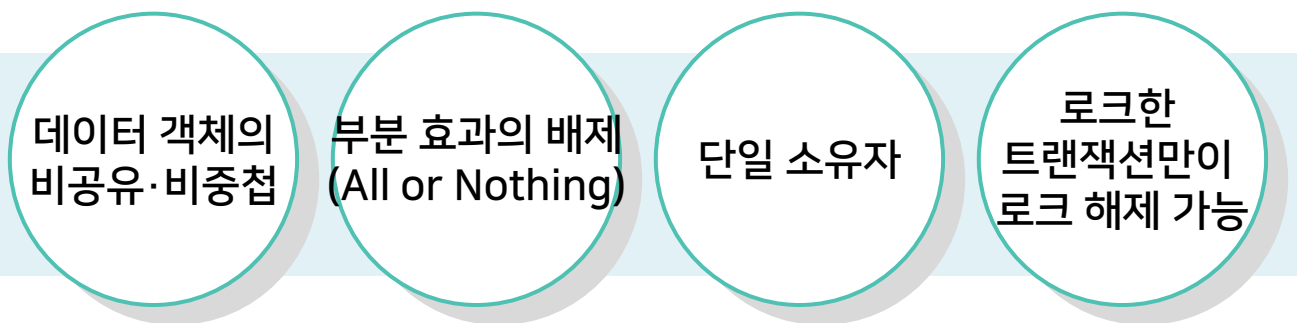 데이터 객체의
비공유·비중첩
부분 효과의 배제
(All or Nothing)
단일 소유자
로크한
트랜잭션만이
로크 해제 가능